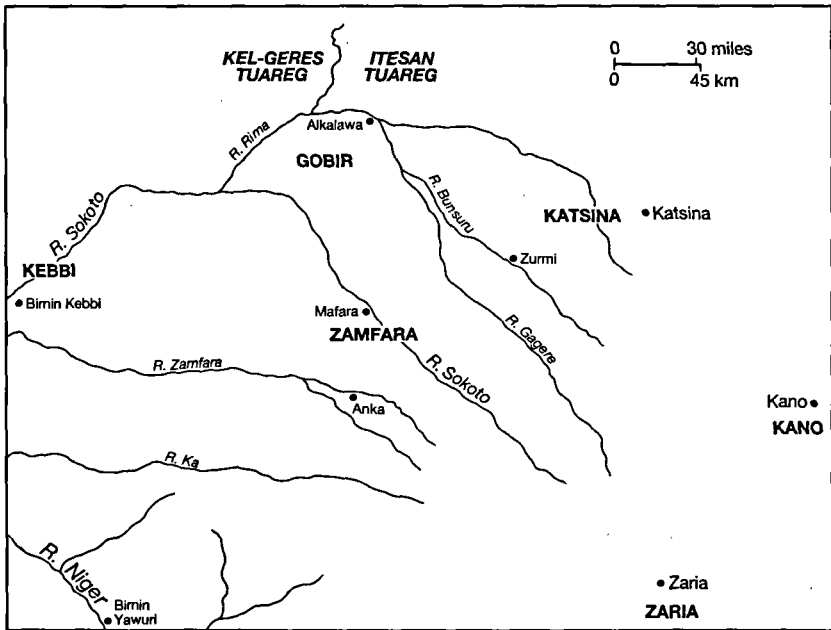 KEL-GERES
TUAREG
ITESAN
TUAREG
0 30 miles
0 45 km
Alkalawa
R. Rima
GOBIR
R. Bunsuru
KATSINA
Katsina
R. Sokoto
KEBBI
Zurmi
Birnin Kebbi
Mafara
ZAMFARA
R. Gagere
R. Zamfara
R. Sokoto
Anka
Kano
KANO
R. Ka
R. Niger
Birnin
Yawuri
Zaria
ZARIA